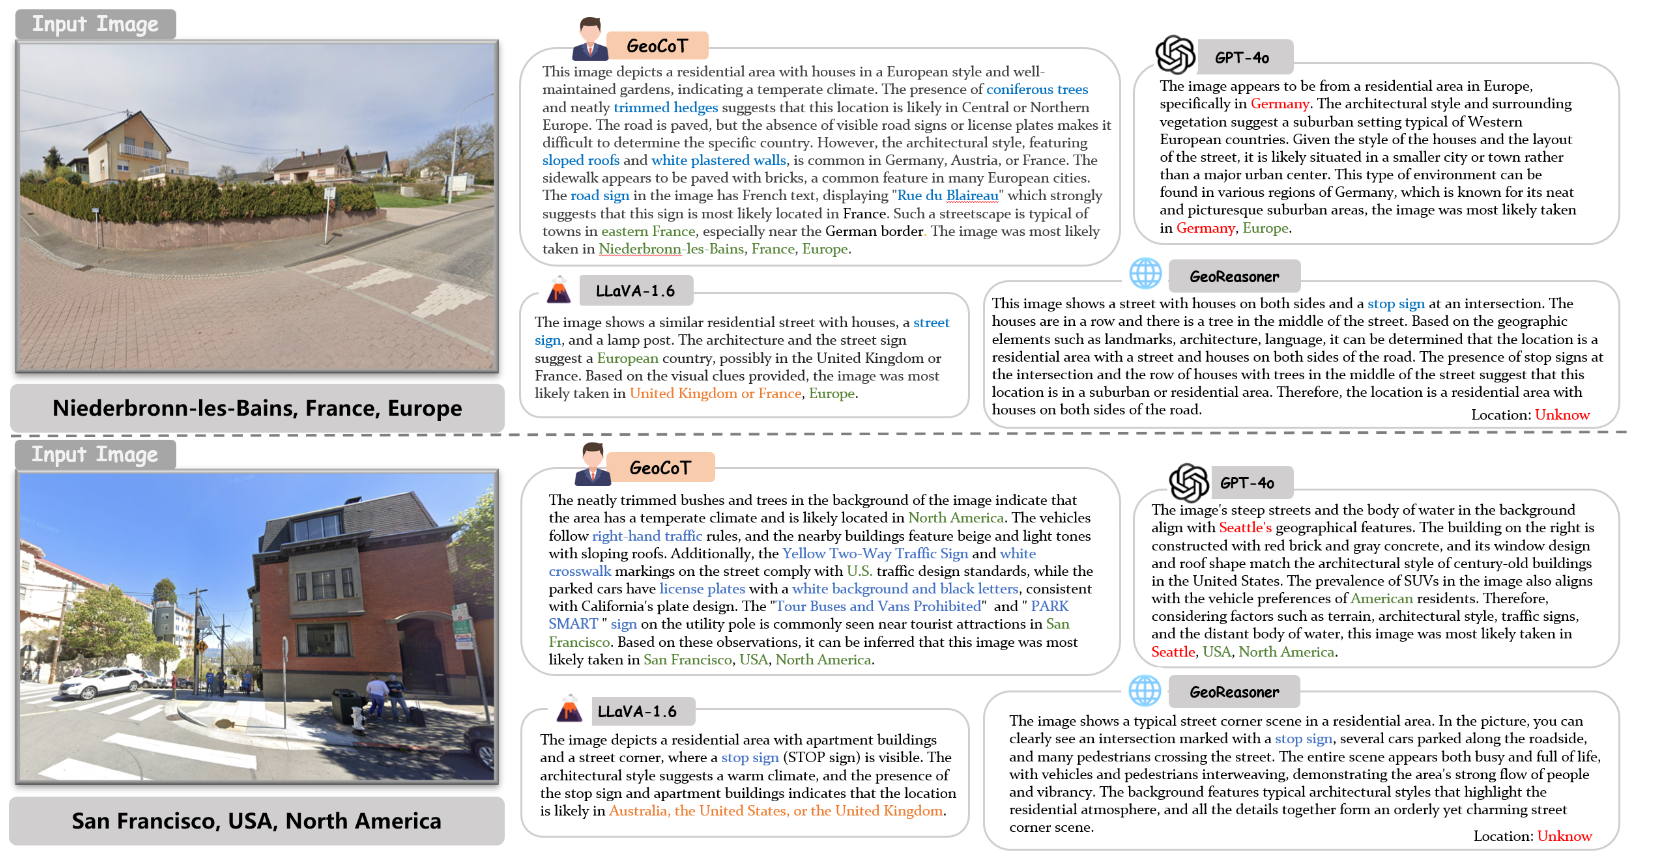 Input Image
Niederbronn-les-Bains, France, Europe
GeoCoT
This image depicts a residential area with houses in a European style and well-
maintained gardens, indicating a temperate climate. The presence of coniferous trees
and neatly trimmed hedges suggests that this location is likely in Central or Northern
Europe. The road is paved, but the absence of visible road signs or license plates makes it
difficult to determine the specific country. However, the architectural style, featuring
sloped roofs and white plastered walls, is common in Germany, Austria, or France. The
sidewalk appears to be paved with bricks, a common feature in many European cities.
The road sign in the image has French text, displaying "Rue du Blaireau" which strongly
suggests that this sign is most likely located in France. Such a streetscape is typical of
towns in eastern France, especially near the German border. The image was most likely
taken in Niederbronn-les-Bains, France, Europe.
GPT-4o
The image appears to be from a residential area in Europe,
specifically in Germany. The architectural style and surrounding
vegetation suggest a suburban setting typical of Western
European countries. Given the style of the houses and the layout
of the street, it is likely situated in a smaller city or town rather
than a major urban center. This type of environment can be
found in various regions of Germany, which is known for its neat
and picturesque suburban areas, the image was most likely taken
in Germany, Europe.
LLaVA-1.6
The image shows a similar residential street with houses, a street
sign, and a lamp post. The architecture and the street sign
suggest a European country, possibly in the United Kingdom or
France. Based on the visual clues provided, the image was most
likely taken in United Kingdom or France, Europe.
GeoReasoner
This image shows a street with houses on both sides and a stop sign at an intersection. The
houses are in a row and there is a tree in the middle of the street. Based on the geographic
elements such as landmarks, architecture, language, it can be determined that the location is a
residential area with a street and houses on both sides of the road. The presence of stop signs at
the intersection and the row of houses with trees in the middle of the street suggest that this
location is in a suburban or residential area. Therefore, the location is a residential area with
houses on both sides of the road.
Location: Unknow
Input Image
San Francisco, USA, North America
GeoCoT
The neatly trimmed bushes and trees in the background of the image indicate that
the area has a temperate climate and is likely located in North America. The vehicles
follow right-hand traffic rules, and the nearby buildings feature beige and light tones
with sloping roofs. Additionally, the Yellow Two-Way Traffic Sign and white
crosswalk markings on the street comply with U.S. traffic design standards, while the
parked cars have license plates with a white background and black letters, consistent
with California's plate design. The "Tour Buses and Vans Prohibited" and " PARK
SMART " sign on the utility pole is commonly seen near tourist attractions in San
Francisco. Based on these observations, it can be inferred that this image was most
likely taken in San Francisco, USA, North America.
GPT-4o
The image's steep streets and the body of water in the background
align with Seattle's geographical features. The building on the right is
constructed with red brick and gray concrete, and its window design
and roof shape match the architectural style of century-old buildings
in the United States. The prevalence of SUVs in the image also aligns
with the vehicle preferences of American residents. Therefore,
considering factors such as terrain, architectural style, traffic signs,
and the distant body of water, this image was most likely taken in
Seattle, USA, North America.
LLaVA-1.6
The image depicts a residential area with apartment buildings
and a street corner, where a stop sign (STOP sign) is visible. The
architectural style suggests a warm climate, and the presence of
the stop sign and apartment buildings indicates that the location
is likely in Australia, the United States, or the United Kingdom.
GeoReasoner
The image shows a typical street corner scene in a residential area. In the picture, you can
clearly see an intersection marked with a stop sign, several cars parked along the roadside,
and many pedestrians crossing the street. The entire scene appears both busy and full of life,
with vehicles and pedestrians interweaving, demonstrating the area's strong flow of people
and vibrancy. The background features typical architectural styles that highlight the
residential atmosphere, and all the details together form an orderly yet charming street
corner scene.
Location: Unknow